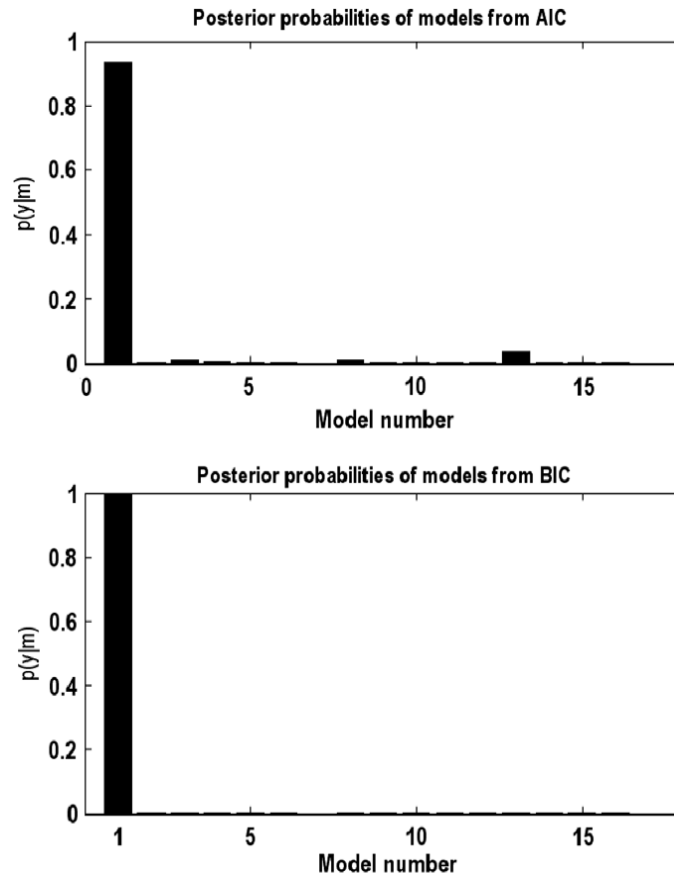 Posterior probabilities of models from AIC
1
0.8
0.6
0.4
0.2
0
p(y|m)
0 5 10 15
Model number
Posterior probabilities of models from BIC
1
0.8
0.6
0.4
0.2
0
p(y|m)
1 5 10 15
Model number